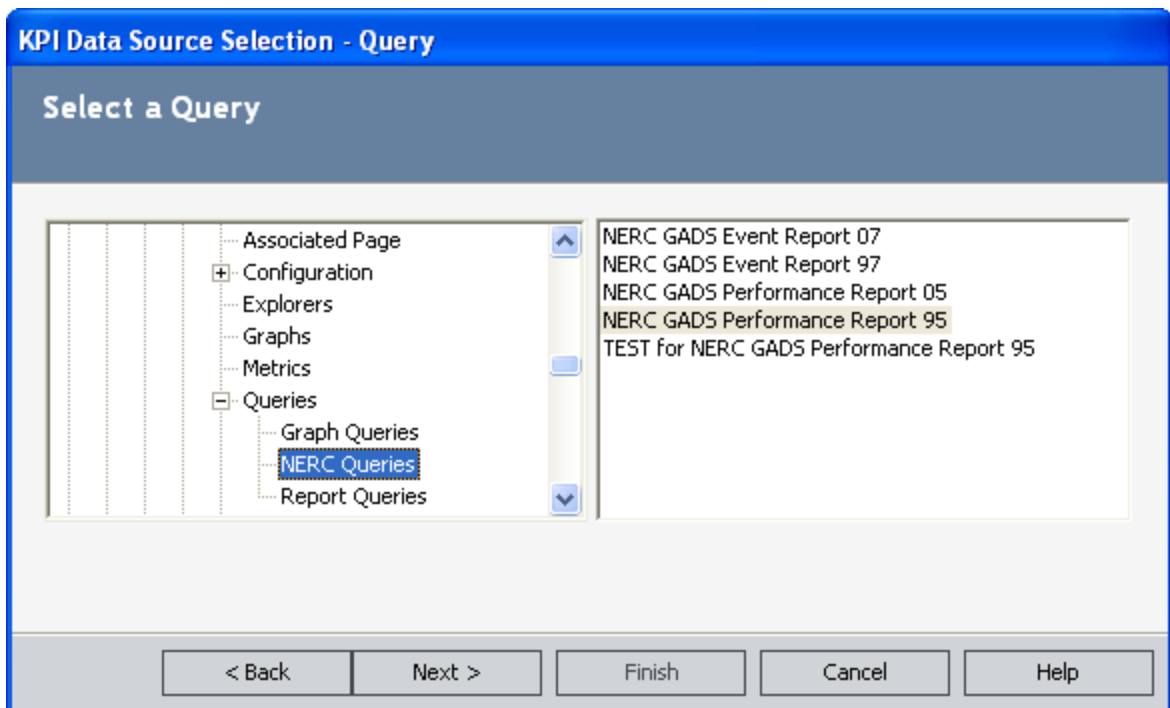 KPI Data Source Selection - Query
Select a Query
Associated Page
Configuration
Explorers
Graphs
Metrics
Queries
Graph Queries
NERC Queries
Report Queries
NERC GADS Event Report 07
NERC GADS Event Report 97
NERC GADS Performance Report 05
NERC GADS Performance Report 95
TEST for NERC GADS Performance Report 95
< Back Next > Finish Cancel Help